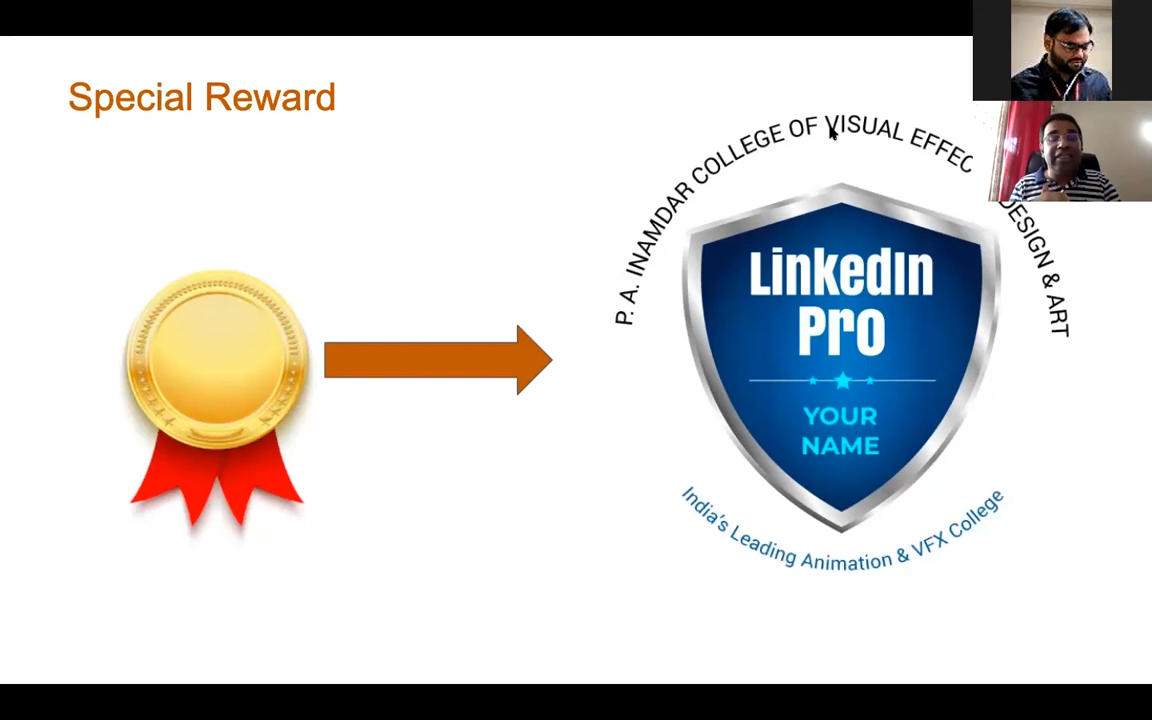 Special Reward
P. A. INAMDAR COLLEGE OF VISUAL EFFEC DESIGN & ART
LinkedIn
Pro
YOUR
NAME
India's Leading Animation & VFX College